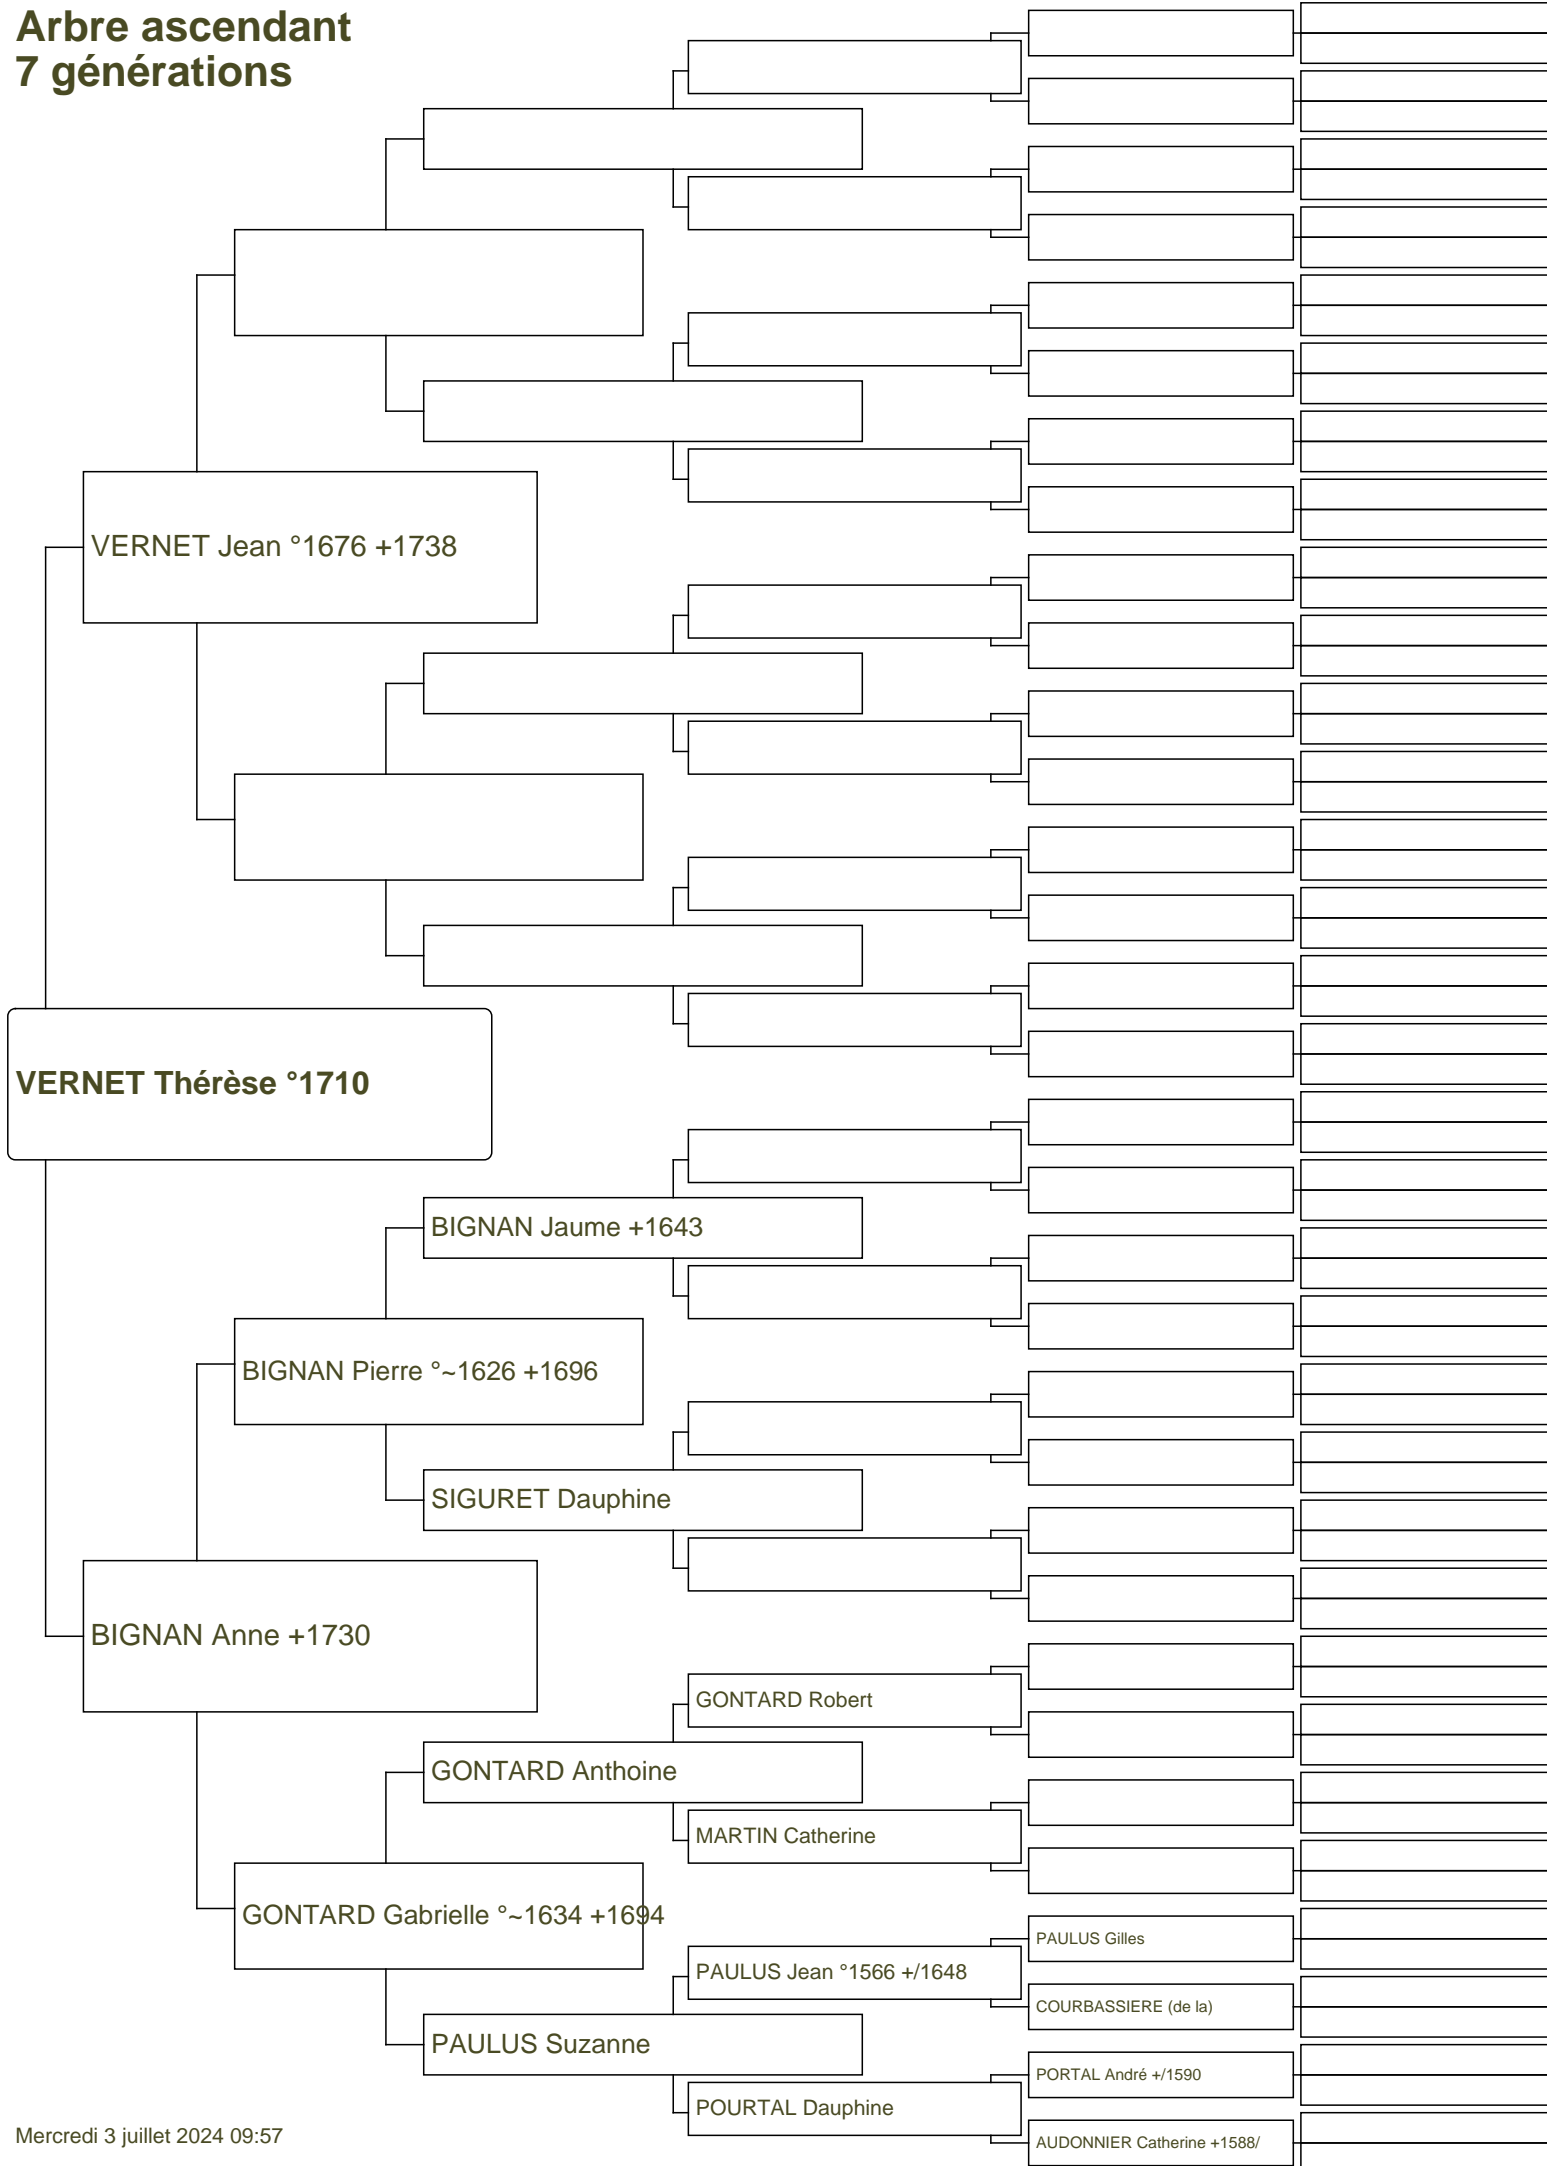 Arbre ascendant
7 générations
VERNET Jean °1676 +1738
VERNET Thérèse °1710
BIGNAN Jaume +1643
BIGNAN Pierre °~1626 +1696
SIGURET Dauphine
BIGNAN Anne +1730
GONTARD Robert
GONTARD Anthoine
MARTIN Catherine
GONTARD Gabrielle °~1634 +1694
PAULUS Gilles
PAULUS Jean °1566 +/1648
COURBASSIERE (de la)
PAULUS Suzanne
PORTAL André +/1590
POURTAL Dauphine
AUDONNIER Catherine +1588/
Mercredi 3 juillet 2024 09:57